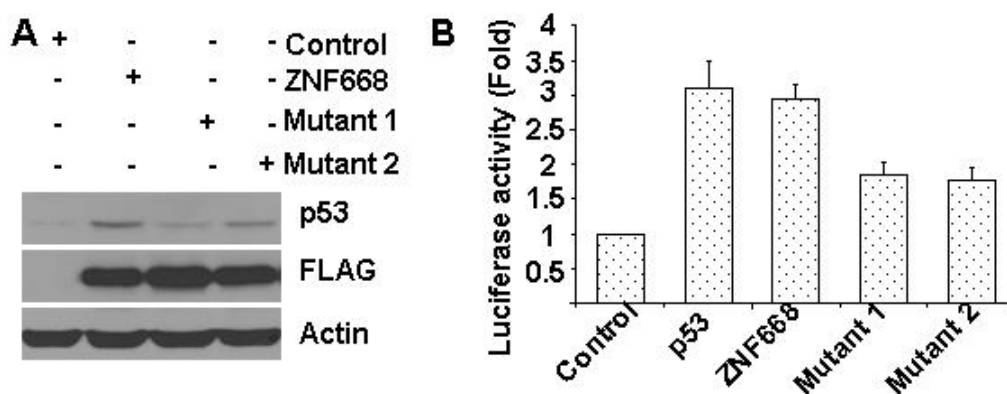 A
+ - - - Control
- + - - ZNF668
- - + - Mutant 1
- - - + Mutant 2
p53
FLAG
Actin
B
Luciferase activity (Fold)
4
3.5
3
2.5
2
1.5
1
0.5
Control
p53
ZNF668
Mutant 1
Mutant 2